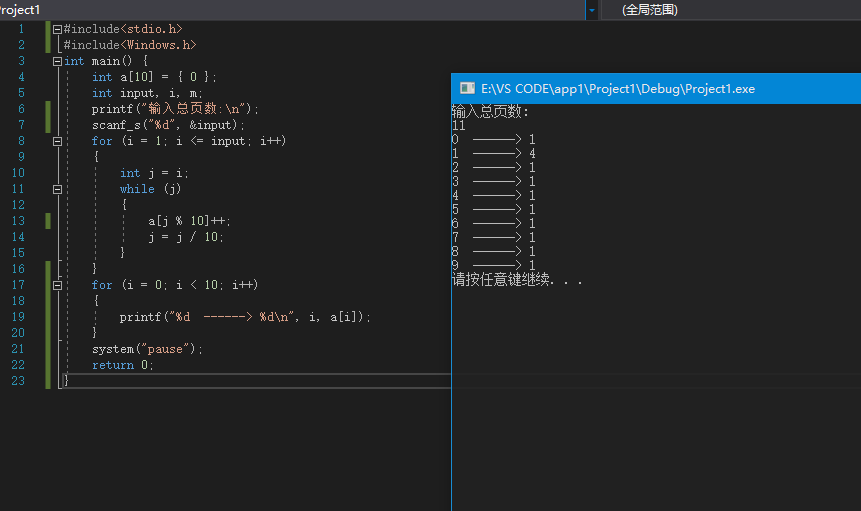 Project1
(全局范围)
1 #include<stdio.h>
2 #include<Windows.h>
3 int main() {
4 int a[10] = { 0 };
5 int input, i, m;
6 printf("输入总页数:\n");
7 scanf_s("%d", &input);
8 for (i = 1; i <= input; i++)
9 {
10 int j = i;
11 while (j)
12 {
13 a[j % 10]++;
14 j = j / 10;
15 }
16 }
17 for (i = 0; i < 10; i++)
18 {
19 printf("%d ------> %d\n", i, a[i]);
20 }
21 system("pause");
22 return 0;
23 }
E:\VS CODE\app1\Project1\Debug\Project1.exe
输入总页数:
11
0 ------> 1
1 ------> 4
2 ------> 1
3 ------> 1
4 ------> 1
5 ------> 1
6 ------> 1
7 ------> 1
8 ------> 1
9 ------> 1
请按任意键继续. . .